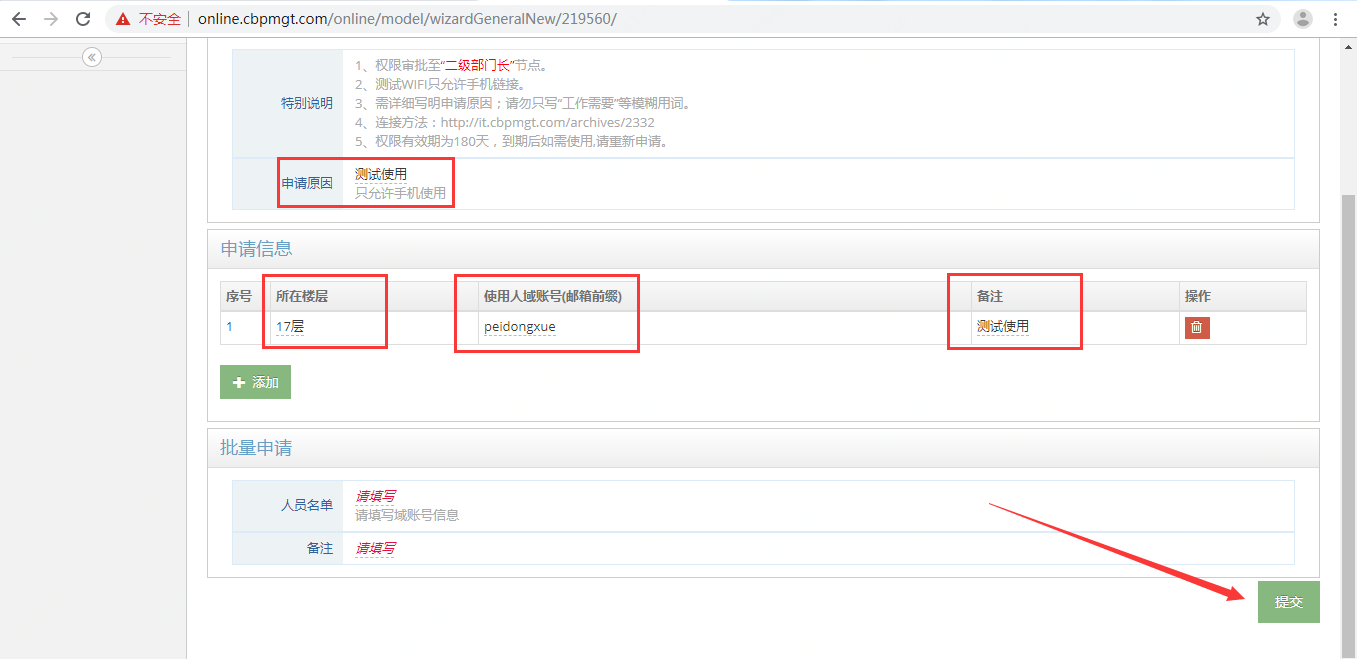 不安全 online.cbpmgt.com/online/model/wizardGeneralNew/219560/
特别说明
1、权限审批至“二级部门长”节点。
2、测试WIFI只允许手机链接。
3、需详细写明申请原因；请勿只写“工作需要”等模糊用词。
4、连接方法：http://it.cbpmgt.com/archives/2332
5、权限有效期为180天，到期后如需使用,请重新申请。
申请原因
测试使用
只允许手机使用
申请信息
序号 所在楼层 使用人域账号(邮箱前缀) 备注 操作
1 17层 peidongxue 测试使用
添加
批量申请
人员名单
请填写
请填写域账号信息
备注 请填写
提交